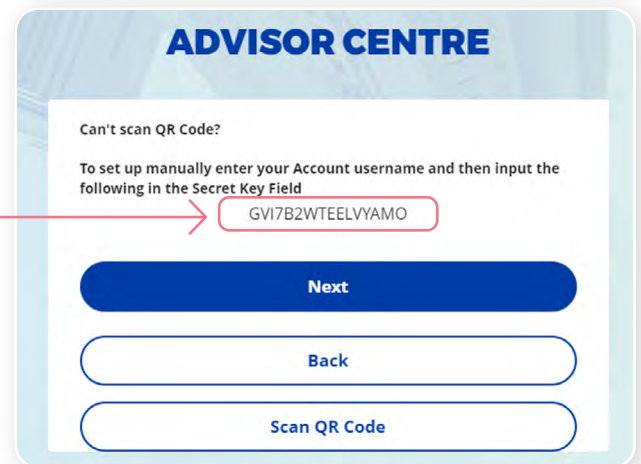 ADVISOR CENTRE
Can't scan QR Code?
To set up manually enter your Account username and then input the
following in the Secret Key Field
GVI7B2WTEELVYAMO
Next
Back
Scan QR Code